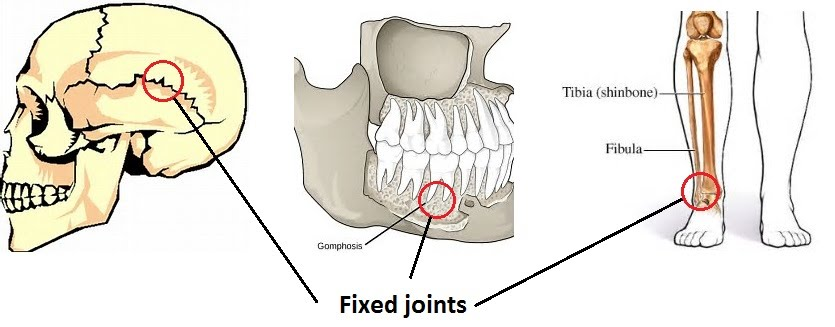 Tibia (shinbone)
Fibula
Gomphosis
Fixed joints